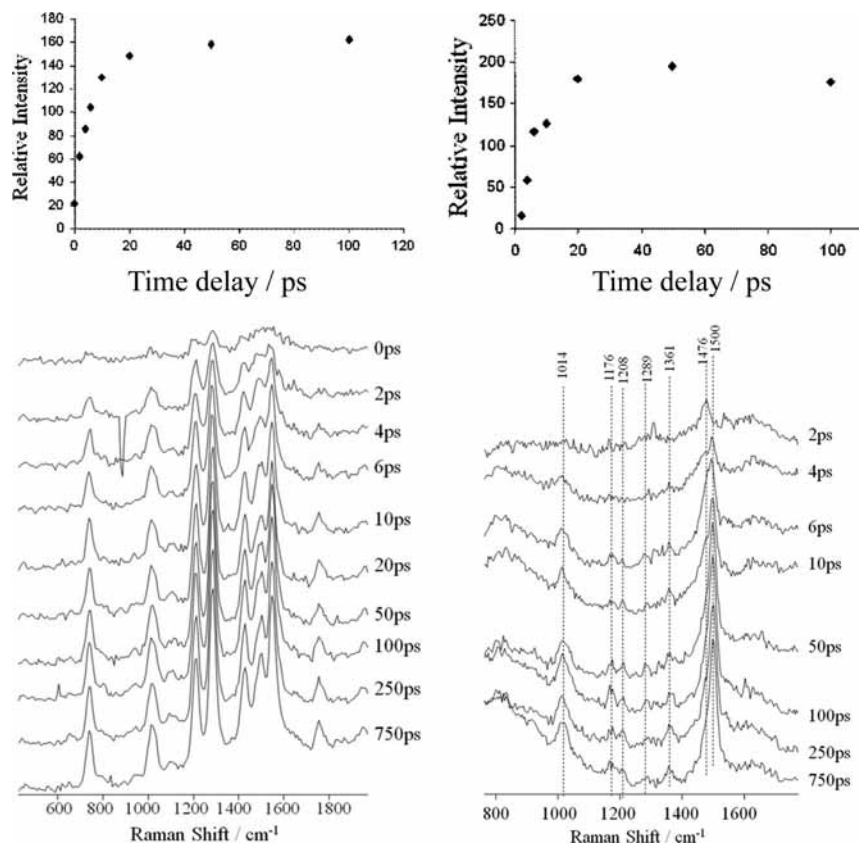 Relative Intensity
180
160
140
120
100
80
60
40
20
0
0 20 40 60 80 100 120
Time delay / ps
Relative Intensity
250
200
150
100
50
0
0 20 40 60 80 100
Time delay / ps
0ps
2ps
4ps
6ps
10ps
20ps
50ps
100ps
250ps
750ps
600 800 1000 1200 1400 1600 1800
Raman Shift / cm-1
1014
1176
1208
1289
1361
1476
1500
2ps
4ps
6ps
10ps
50ps
100ps
250ps
750ps
800 1000 1200 1400 1600
Raman Shift / cm-1